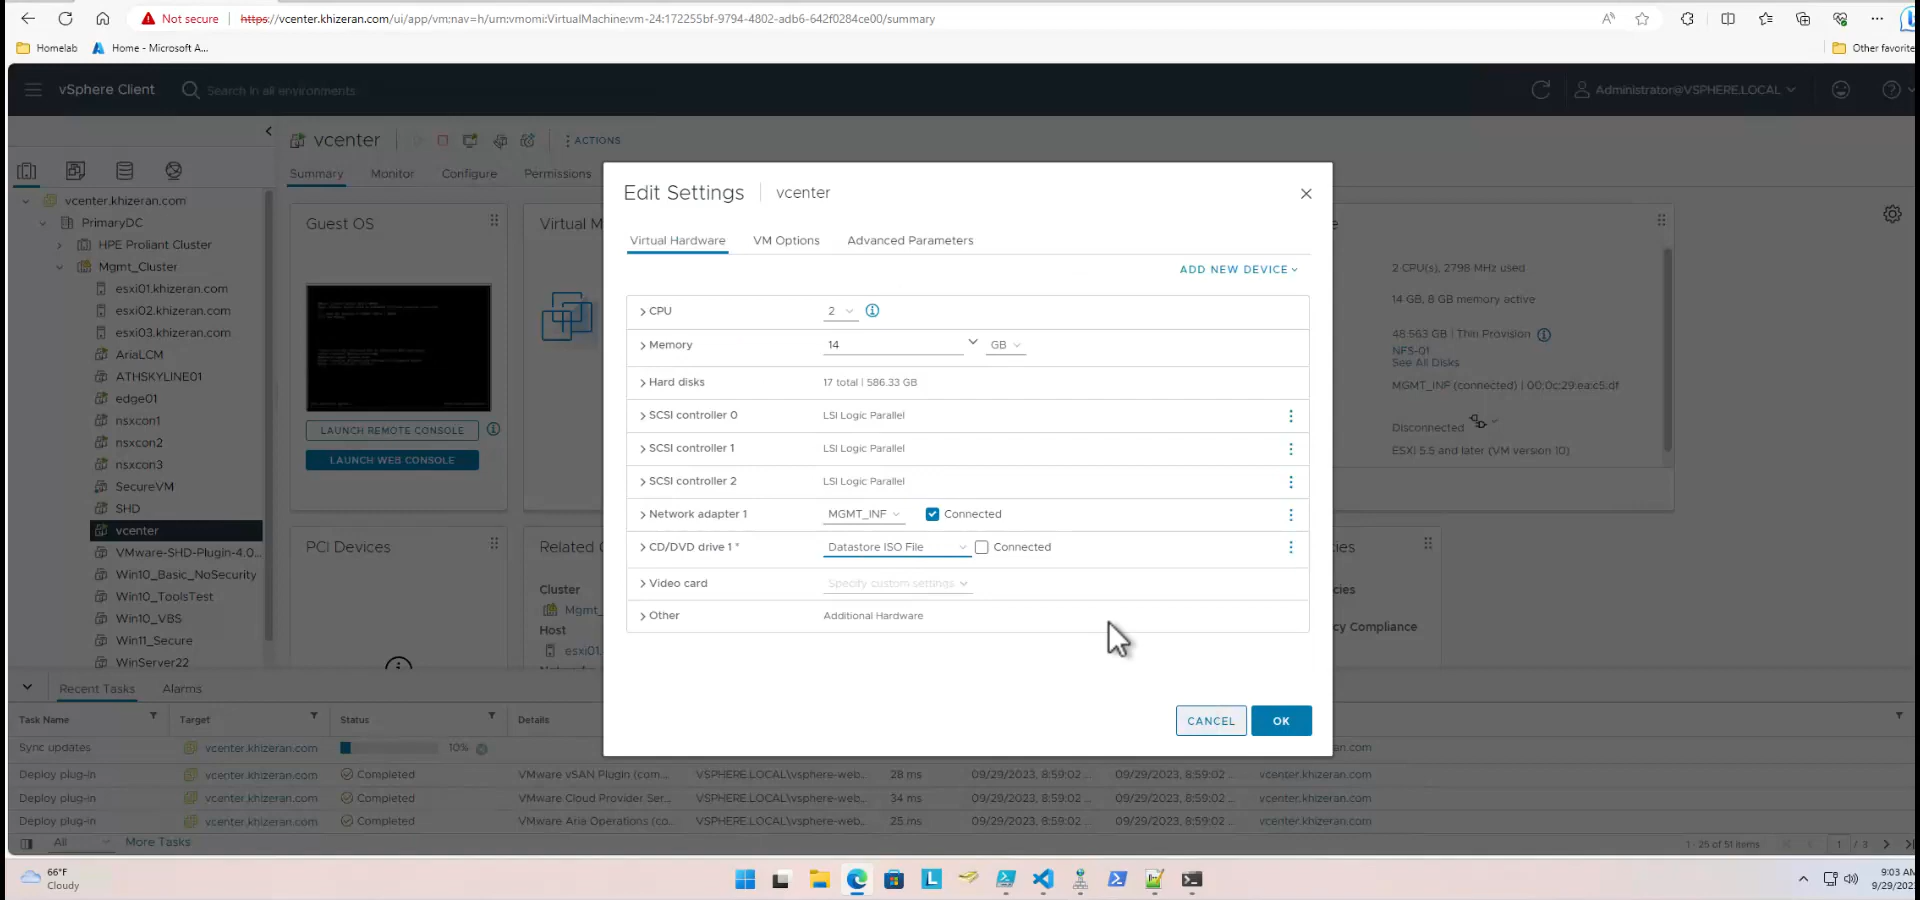 Not secure
https://vcenter.khizeran.com/ui/app/vm;nav=h/urn:vmomi:VirtualMachine:vm-24:172255bf-9794-4802-adb6-642f0284ce00/summary
Homelab
Home - Microsoft A...
Other favorite
vSphere Client
Search in all environments
Administrator@VSPHERE.LOCAL
vcenter
ACTIONS
Summary
Monitor
Configure
Permissions
vcenter.khizeran.com
PrimaryDC
HPE Proliant Cluster
Mgmt_Cluster
esxi01.khizeran.com
esxi02.khizeran.com
esxi03.khizeran.com
AriaLCM
ATHSKYLINE01
edge01
nsxcon1
nsxcon2
nsxcon3
SecureVM
SHD
vcenter
VMware-SHD-Plugin-4.0...
Win10_Basic_NoSecurity
Win10_ToolsTest
Win10_VBS
Win11_Secure
WinServer22
Guest OS
LAUNCH REMOTE CONSOLE
LAUNCH WEB CONSOLE
Virtual M
PCI Devices
Related
Cluster
Mgmt_
Host
esxi01.
Edit Settings
vcenter
Virtual Hardware
VM Options
Advanced Parameters
ADD NEW DEVICE
CPU
2
Memory
14
GB
Hard disks
17 total | 586.33 GB
SCSI controller 0
LSI Logic Parallel
SCSI controller 1
LSI Logic Parallel
SCSI controller 2
LSI Logic Parallel
Network adapter 1
MGMT_INF
Connected
CD/DVD drive 1 *
Datastore ISO File
Connected
Video card
Specify custom settings
Other
Additional Hardware
CANCEL
OK
2 CPU(s), 2798 MHz used
14 GB, 8 GB memory active
48.563 GB | Thin Provision
NFS-01
See All Disks
MGMT_INF (connected) | 00:0c:29:ea:c5:df
Disconnected
ESXi 5.5 and later (VM version 10)
cies
cies
cy Compliance
Recent Tasks
Alarms
Task Name
Target
Status
Details
Sync updates
vcenter.khizeran.com
10%
an.com
Deploy plug-in
vcenter.khizeran.com
Completed
VMware vSAN Plugin (com...
VSPHERE.LOCAL\vsphere-web...
28 ms
09/29/2023, 8:59:02 ...
09/29/2023, 8:59:02 ...
vcenter.khizeran.com
Deploy plug-in
vcenter.khizeran.com
Completed
VMware Cloud Provider Ser...
VSPHERE.LOCAL\vsphere-web...
34 ms
09/29/2023, 8:59:02 ...
09/29/2023, 8:59:02 ...
vcenter.khizeran.com
Deploy plug-in
vcenter.khizeran.com
Completed
VMware Aria Operations (co...
VSPHERE.LOCAL\vsphere-web...
25 ms
09/29/2023, 8:59:02 ...
09/29/2023, 8:59:02 ...
vcenter.khizeran.com
All
More Tasks
1 - 25 of 51 items
1 / 3
66°F
Cloudy
9:03 AM
9/29/202